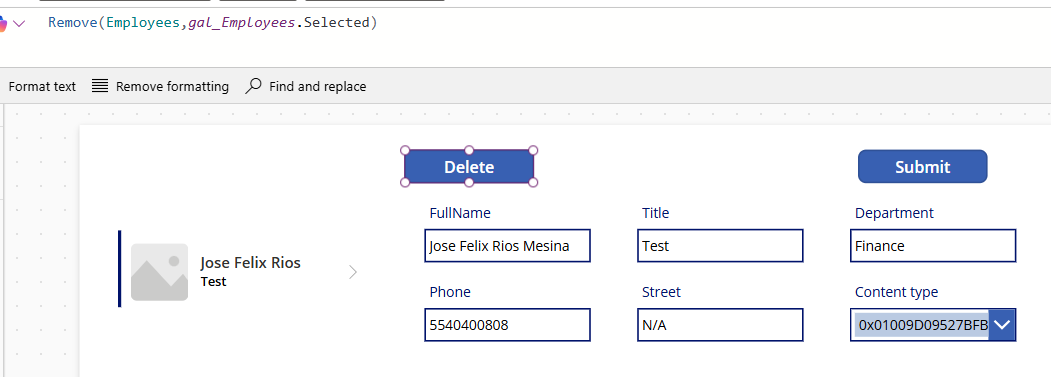 Remove(Employees,gal_Employees.Selected)
Format text Remove formatting Find and replace
Delete Submit
FullName Title Department
Jose Felix Rios Mesina Test Finance
Jose Felix Rios
Test
Phone Street Content type
5540400808 N/A 0x01009D09527BFB